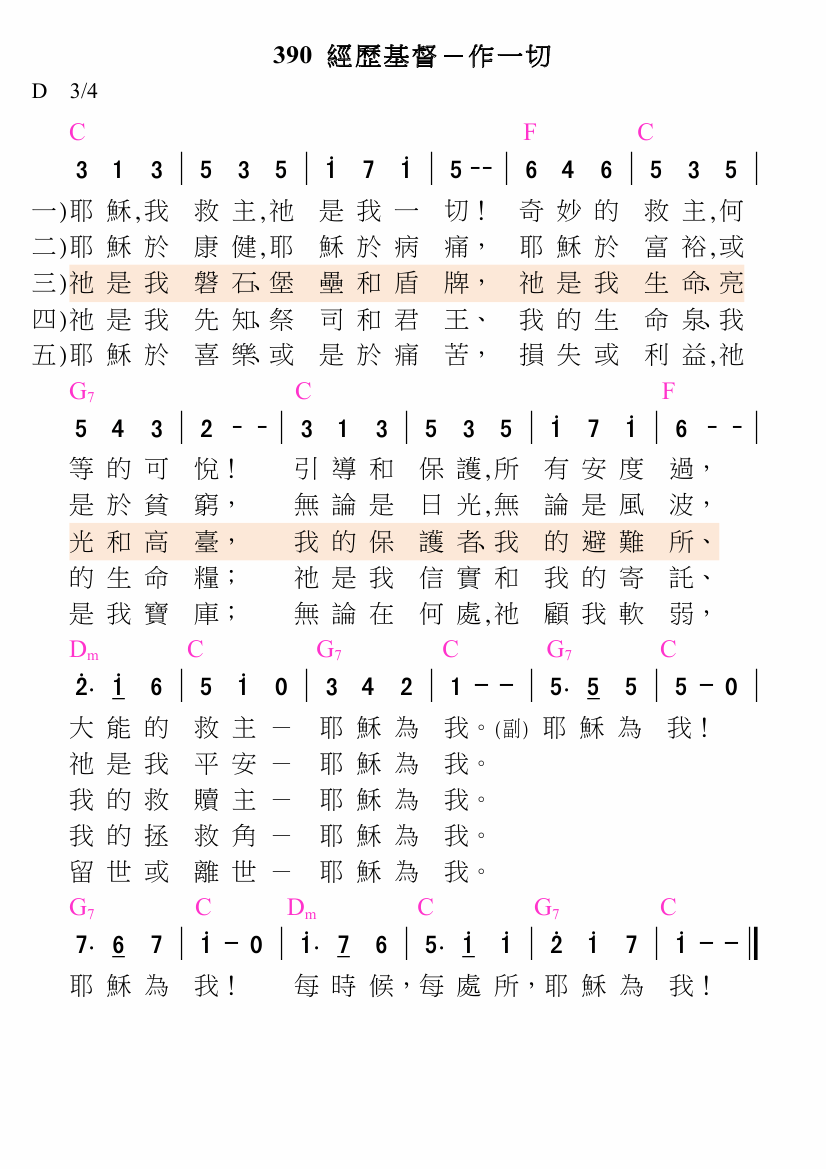 390 經歷基督－作一切
D 3/4
C F C
3 1 3 | 5 3 5 | i 7 i | 5 -- | 6 4 6 | 5 3 5 |
一)耶穌,我 救主,祂 是我一 切！ 奇妙的 救主,何
二)耶穌於 康健,耶 穌於病 痛， 耶穌於 富裕,或
三)祂是我 磐石、堡 壘和盾 牌， 祂是我 生命、亮
四)祂是我 先知、祭 司和君 王、 我的生 命泉、我
五)耶穌於 喜樂、或 是於痛 苦， 損失或 利益,祂
G7 C F
5 4 3 | 2 - - | 3 1 3 | 5 3 5 | i 7 i | 6 - - |
等的可 悅！ 引導和 保護,所 有安度 過，
是於貧 窮， 無論是 日光,無 論是風 波，
光和高 臺， 我的保 護者、我 的避難 所、
的生命 糧； 祂是我 信實和 我的寄 託、
是我寶 庫； 無論在 何處,祂 顧我軟 弱，
Dm C G7 C G7 C
2̇· i 6 | 5 i 0 | 3 4 2 | 1 - - | 5· 5 5 | 5 - 0 |
大能的 救主－ 耶穌為 我。(副) 耶穌為 我！
祂是我 平安－ 耶穌為 我。
我的救 贖主－ 耶穌為 我。
我的拯 救角－ 耶穌為 我。
留世或 離世－ 耶穌為 我。
G7 C Dm C G7 C
7· 6 7 | i - 0 | i· 7 6 | 5· i i | 2̇ i 7 | i - - ‖
耶穌為 我！ 每時候，每處所，耶穌為 我！